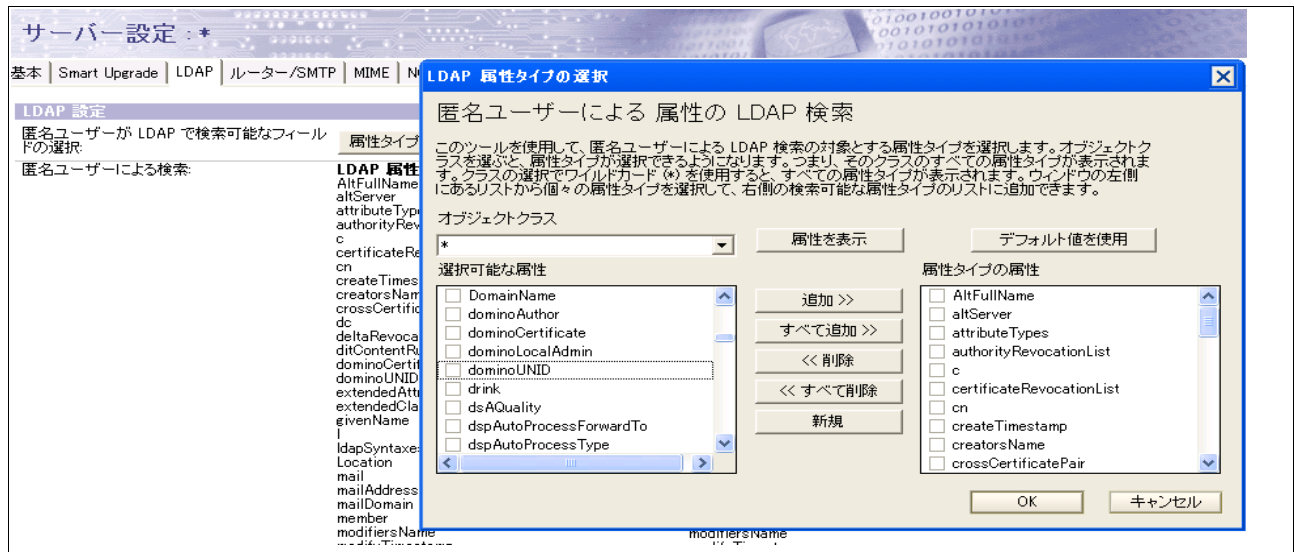 サーバー設定 : *
基本 | Smart Upgrade | LDAP | ルーター/SMTP | MIME | N
LDAP 設定
匿名ユーザーが LDAP で検索可能なフィール
ドの選択:
属性タイプ
匿名ユーザーによる検索:
LDAP 属性
AltFullName
altServer
attributeType
authorityRev
c
certificateRe
cn
createTimes
creatorsNam
crossCertific
dc
deltaRevoca
ditContentRu
dominoCertif
dominoUNID
extendedAttr
extendedCla
givenName
l
ldapSyntaxes
Location
mail
mailAddress
mailDomain
member
modifiersName
modifiersName
LDAP 属性タイプの選択
匿名ユーザーによる 属性の LDAP 検索
このツールを使用して、匿名ユーザーによる LDAP 検索の対象とする属性タイプを選択します。オブジェクトク
ラスを選ぶと、属性タイプが選択できるようになります。つまり、そのクラスのすべての属性タイプが表示されま
す。クラスの選択でワイルドカード (*) を使用すると、すべての属性タイプが表示されます。ウィンドウの左側
にあるリストから個々の属性タイプを選択して、右側の検索可能な属性タイプのリストに追加できます。
オブジェクトクラス
*
属性を表示
デフォルト値を使用
選択可能な属性
DomainName
dominoAuthor
dominoCertificate
dominoLocalAdmin
dominoUNID
drink
dsAQuality
dspAutoProcessForwardTo
dspAutoProcessType
追加 >>
すべて追加 >>
<< 削除
<< すべて削除
新規
属性タイプの属性
AltFullName
altServer
attributeTypes
authorityRevocationList
c
certificateRevocationList
cn
createTimestamp
creatorsName
crossCertificatePair
OK
キャンセル